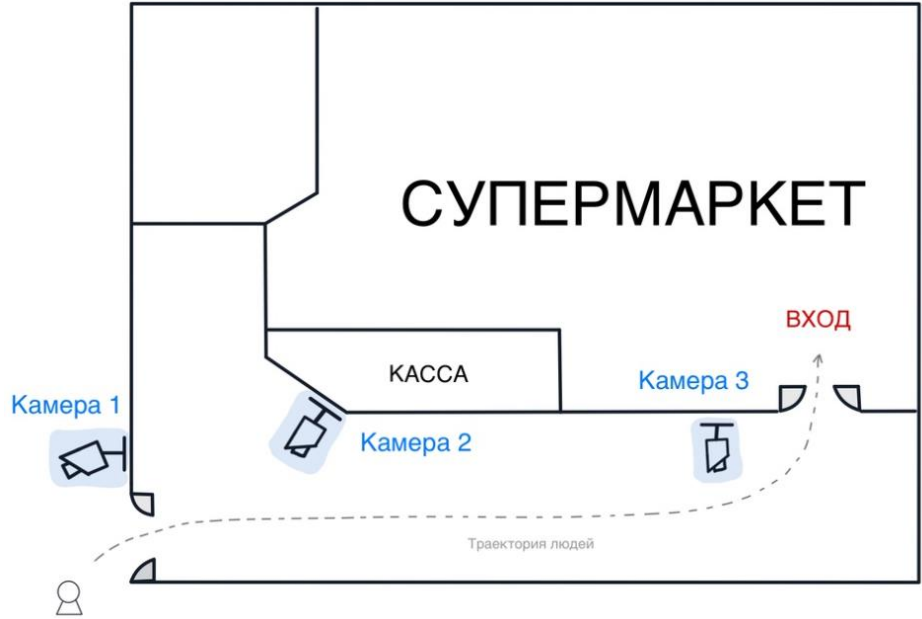 СУПЕРМАРКЕТ
ВХОД
КАССА
Камера 3
Камера 1
Камера 2
Траектория людей